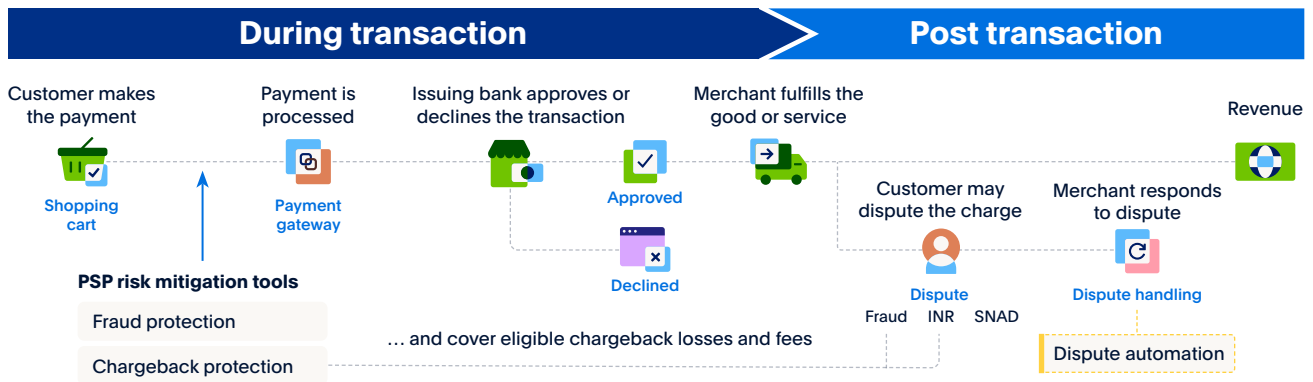 During transaction
Post transaction
Customer makes
the payment
Payment is
processed
Issuing bank approves or
declines the transaction
Merchant fulfills the
good or service
Revenue
Shopping
cart
Payment
gateway
Approved
Declined
Customer may
dispute the charge
Merchant responds
to dispute
Dispute
Fraud INR SNAD
Dispute handling
Dispute automation
PSP risk mitigation tools
Fraud protection
Chargeback protection
... and cover eligible chargeback losses and fees